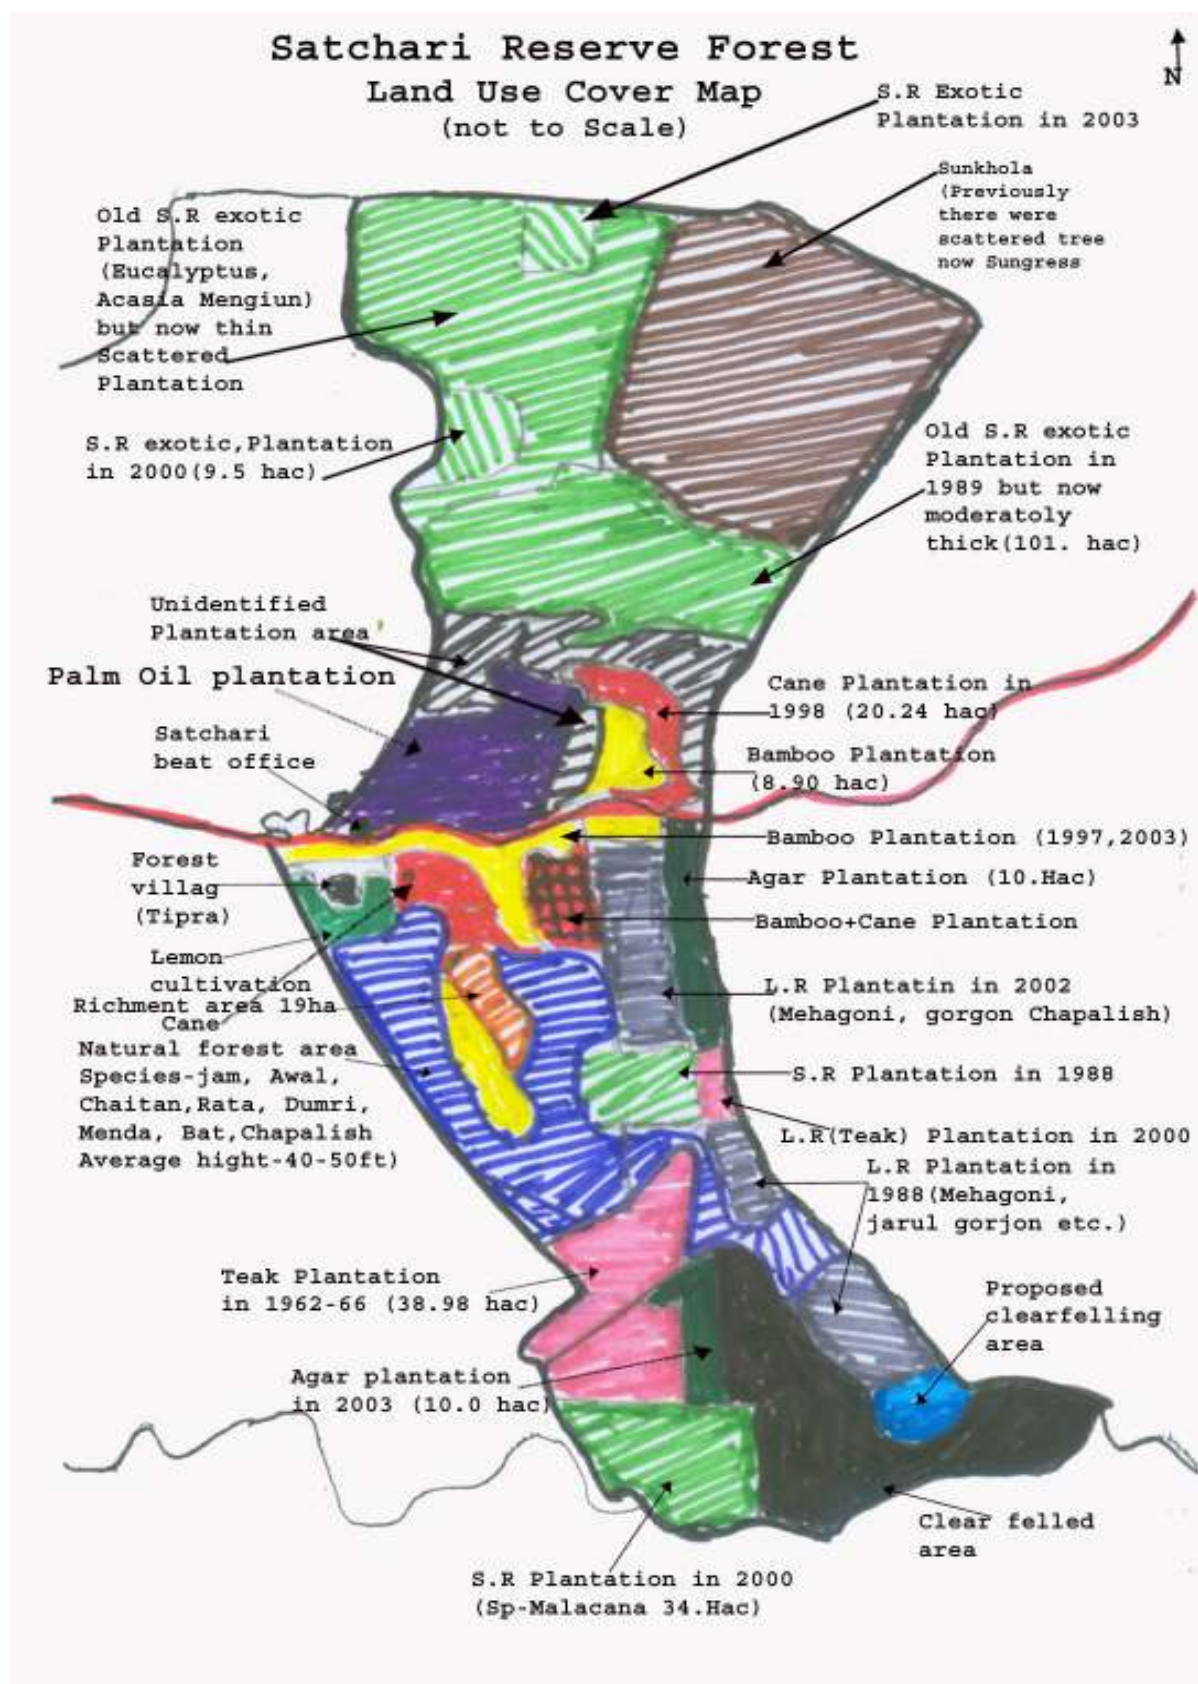 Satchari Reserve Forest
Land Use Cover Map
(not to Scale)
N
S.R Exotic
Plantation in 2003
Sunkhola
(Previously
there were
scattered tree
now Sungress
Old S.R exotic
Plantation
(Eucalyptus,
Acasia Mengiun)
but now thin
Scattered
Plantation
S.R exotic,Plantation
in 2000(9.5 hac)
Old S.R exotic
Plantation in
1989 but now
moderatoly
thick(101. hac)
Unidentified
Plantation area
Palm Oil plantation
Satchari
beat office
Cane Plantation in
1998 (20.24 hac)
Bamboo Plantation
(8.90 hac)
Bamboo Plantation (1997,2003)
Forest
villag
(Tipra)
Agar Plantation (10.Hac)
Bamboo+Cane Plantation
Lemon
cultivation
Richment area 19ha
Cane
L.R Plantatin in 2002
(Mehagoni, gorgon Chapalish)
Natural forest area
Species-jam, Awal,
Chaitan,Rata, Dumri,
Menda, Bat,Chapalish
Average hight-40-50ft)
S.R Plantation in 1988
L.R(Teak) Plantation in 2000
L.R Plantation in
1988(Mehagoni,
jarul gorjon etc.)
Teak Plantation
in 1962-66 (38.98 hac)
Proposed
clearfelling
area
Agar plantation
in 2003 (10.0 hac)
Clear felled
area
S.R Plantation in 2000
(Sp-Malacana 34.Hac)